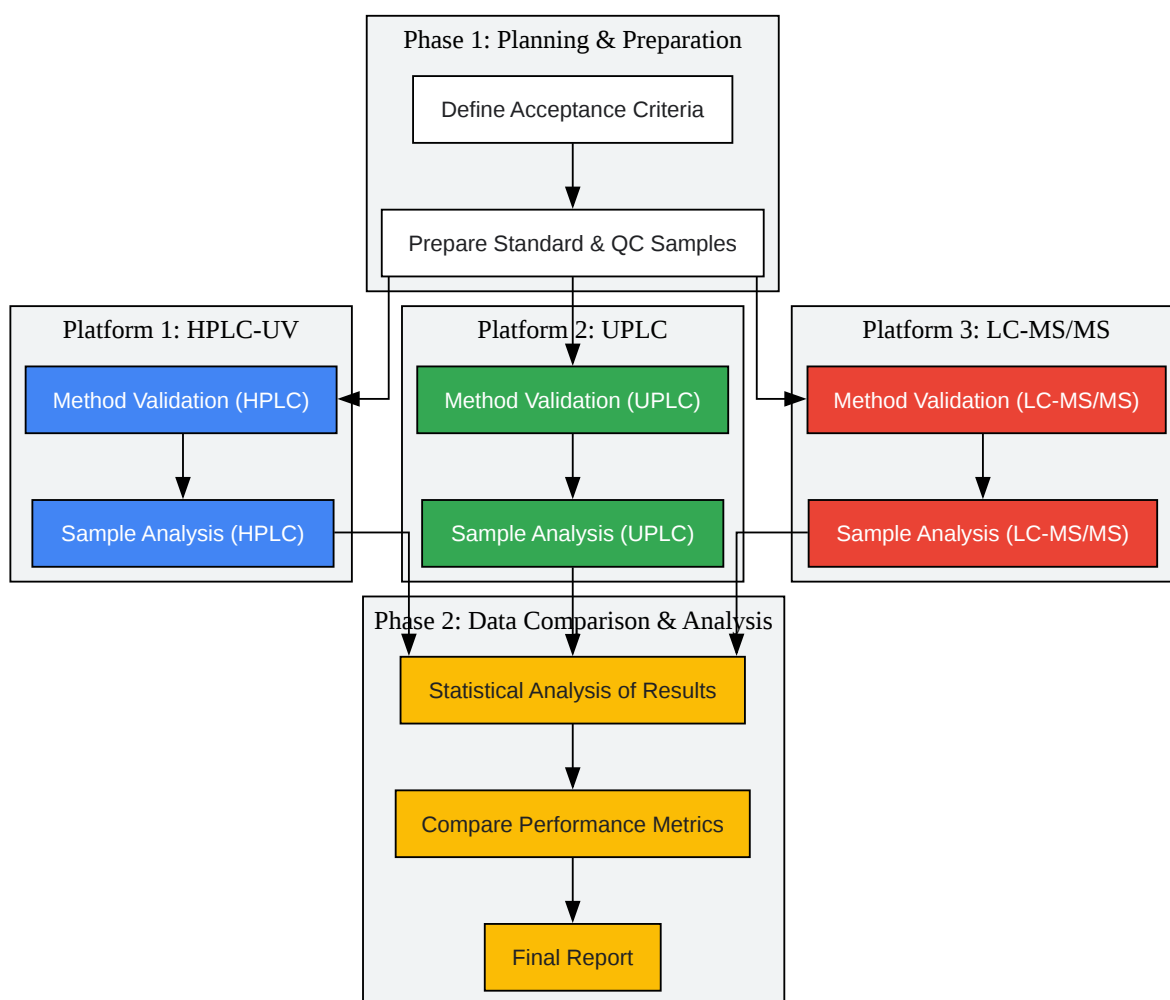 Phase 1: Planning & Preparation
Define Acceptance Criteria
Prepare Standard & QC Samples
Platform 1: HPLC-UV
Platform 2: UPLC
Platform 3: LC-MS/MS
Method Validation (HPLC)
Method Validation (UPLC)
Method Validation (LC-MS/MS)
Sample Analysis (HPLC)
Sample Analysis (UPLC)
Sample Analysis (LC-MS/MS)
Phase 2: Data Comparison & Analysis
Statistical Analysis of Results
Compare Performance Metrics
Final Report